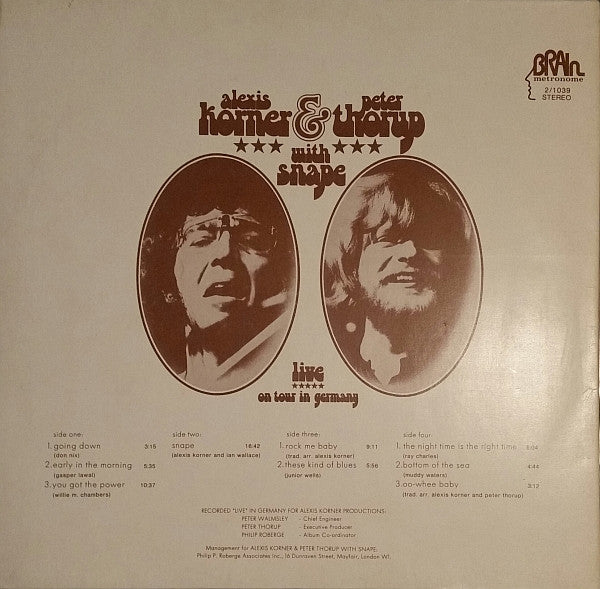 BRAIN
metronome
2/1039
STEREO
alexis peter
korner & thorup
★★★ with ★★★
snape
live
★★★★★
on tour in germany
side one:
1. going down 3:15
(don nix)
2. early in the morning 5:35
(gasper lawal)
3. you got the power 10:37
(willie m. chambers)
side two:
snape 16:42
(alexis korner and ian wallace)
side three:
1. rock me baby 9:11
(trad. arr. alexis korner)
2. these kind of blues 5:56
(junior wells)
side four:
1. the night time is the right time 6:04
(ray charles)
2. bottom of the sea 4:44
(muddy waters)
3. oo-whee baby 3:12
(trad. arr. alexis korner and peter thorup)
RECORDED "LIVE" IN GERMANY FOR ALEXIS KORNER PRODUCTIONS:
PETER WALMSLEY - Chief Engineer
PETER THORUP - Executive Producer
PHILIP ROBERGE - Album Co-ordinator
Management for ALEXIS KORNER & PETER THORUP WITH SNAPE:
Philip P. Roberge Associates Inc., 16 Dunraven Street, Mayfair, London W1.